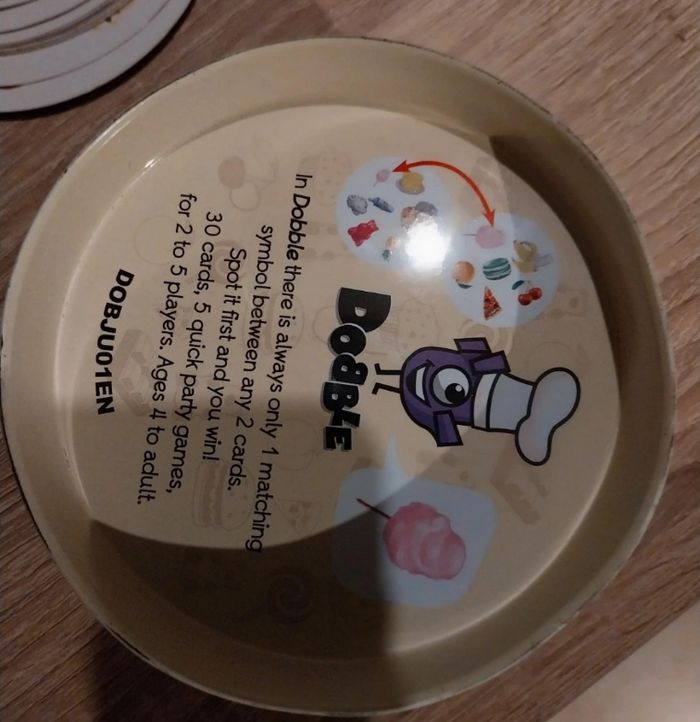 DOBBLE
In Dobble there is always only 1 matching
symbol between any 2 cards.
Spot it first and you win!
30 cards, 5 quick party games,
for 2 to 5 players. Ages 4 to adult.
DOBJU01EN